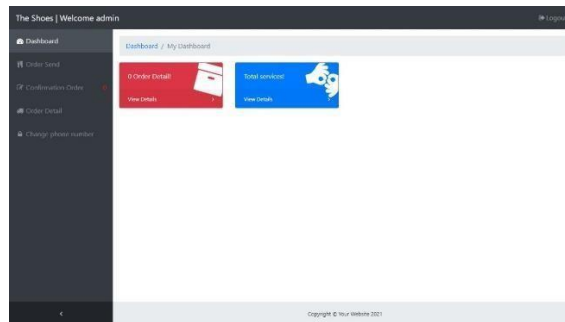 The Shoes | Welcome admin
Logou
Dashboard
Order Send
Confirmation Order
Order Detail
Change phone number
Dashboard / My Dashboard
0 Order Detail!
View Details
Total services!
View Details
Copyright © Your Website 2021